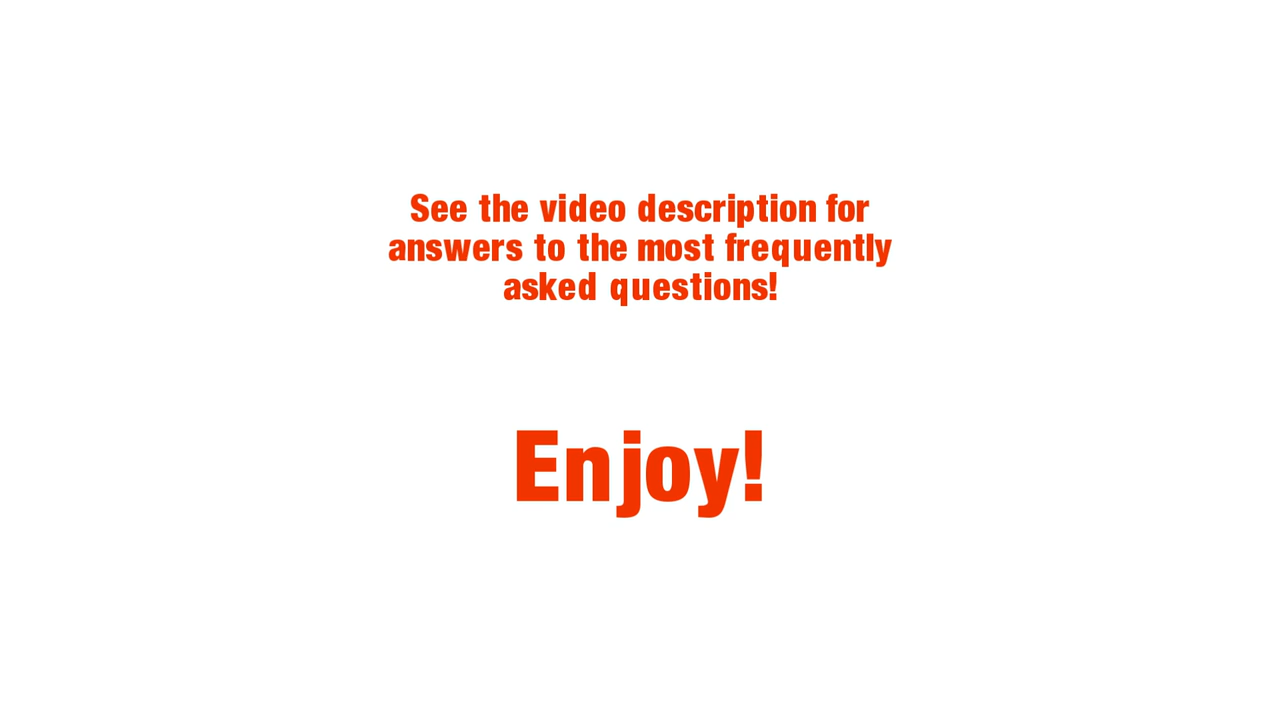 See the video description for
answers to the most frequently
asked questions!
Enjoy!